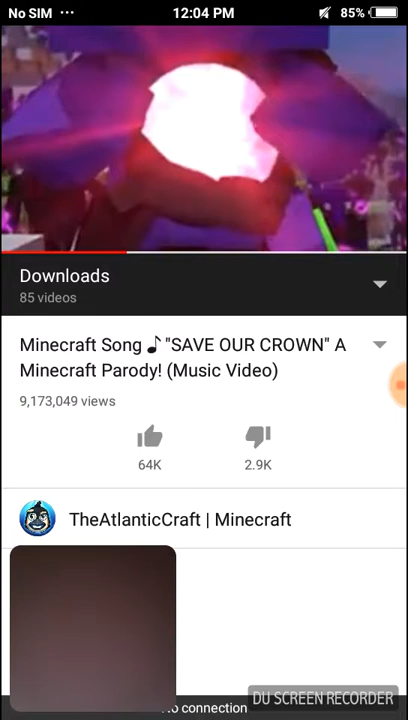 No SIM ··· 12:04 PM 85%
Downloads
85 videos
Minecraft Song ♪ "SAVE OUR CROWN" A
Minecraft Parody! (Music Video)
9,173,049 views
64K 2.9K
TheAtlanticCraft | Minecraft
DU SCREEN RECORDER
connection